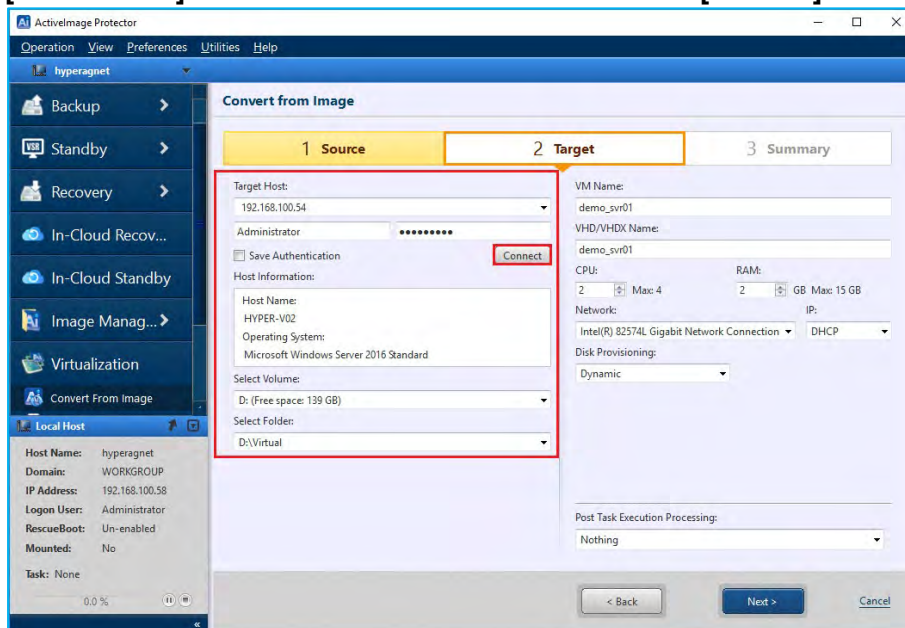 ActiveImage Protector
Operation View Preferences Utilities Help
hyperagnet
Backup
Standby
Recovery
In-Cloud Recov...
In-Cloud Standby
Image Manag...
Virtualization
Convert From Image
Local Host
Host Name: hyperagnet
Domain: WORKGROUP
IP Address: 192.168.100.58
Logon User: Administrator
RescueBoot: Un-enabled
Mounted: No
Task: None
0.0 %
Convert from Image
1 Source
2 Target
3 Summary
Target Host:
192.168.100.54
Administrator •••••••••
Save Authentication Connect
Host Information:
Host Name:
HYPER-V02
Operating System:
Microsoft Windows Server 2016 Standard
Select Volume:
D: (Free space: 139 GB)
Select Folder:
D:\Virtual
VM Name:
demo_svr01
VHD/VHDX Name:
demo_svr01
CPU: RAM:
2 Max: 4 2 GB Max: 15 GB
Network: IP:
Intel(R) 82574L Gigabit Network Connection DHCP
Disk Provisioning:
Dynamic
Post Task Execution Processing:
Nothing
< Back Next > Cancel